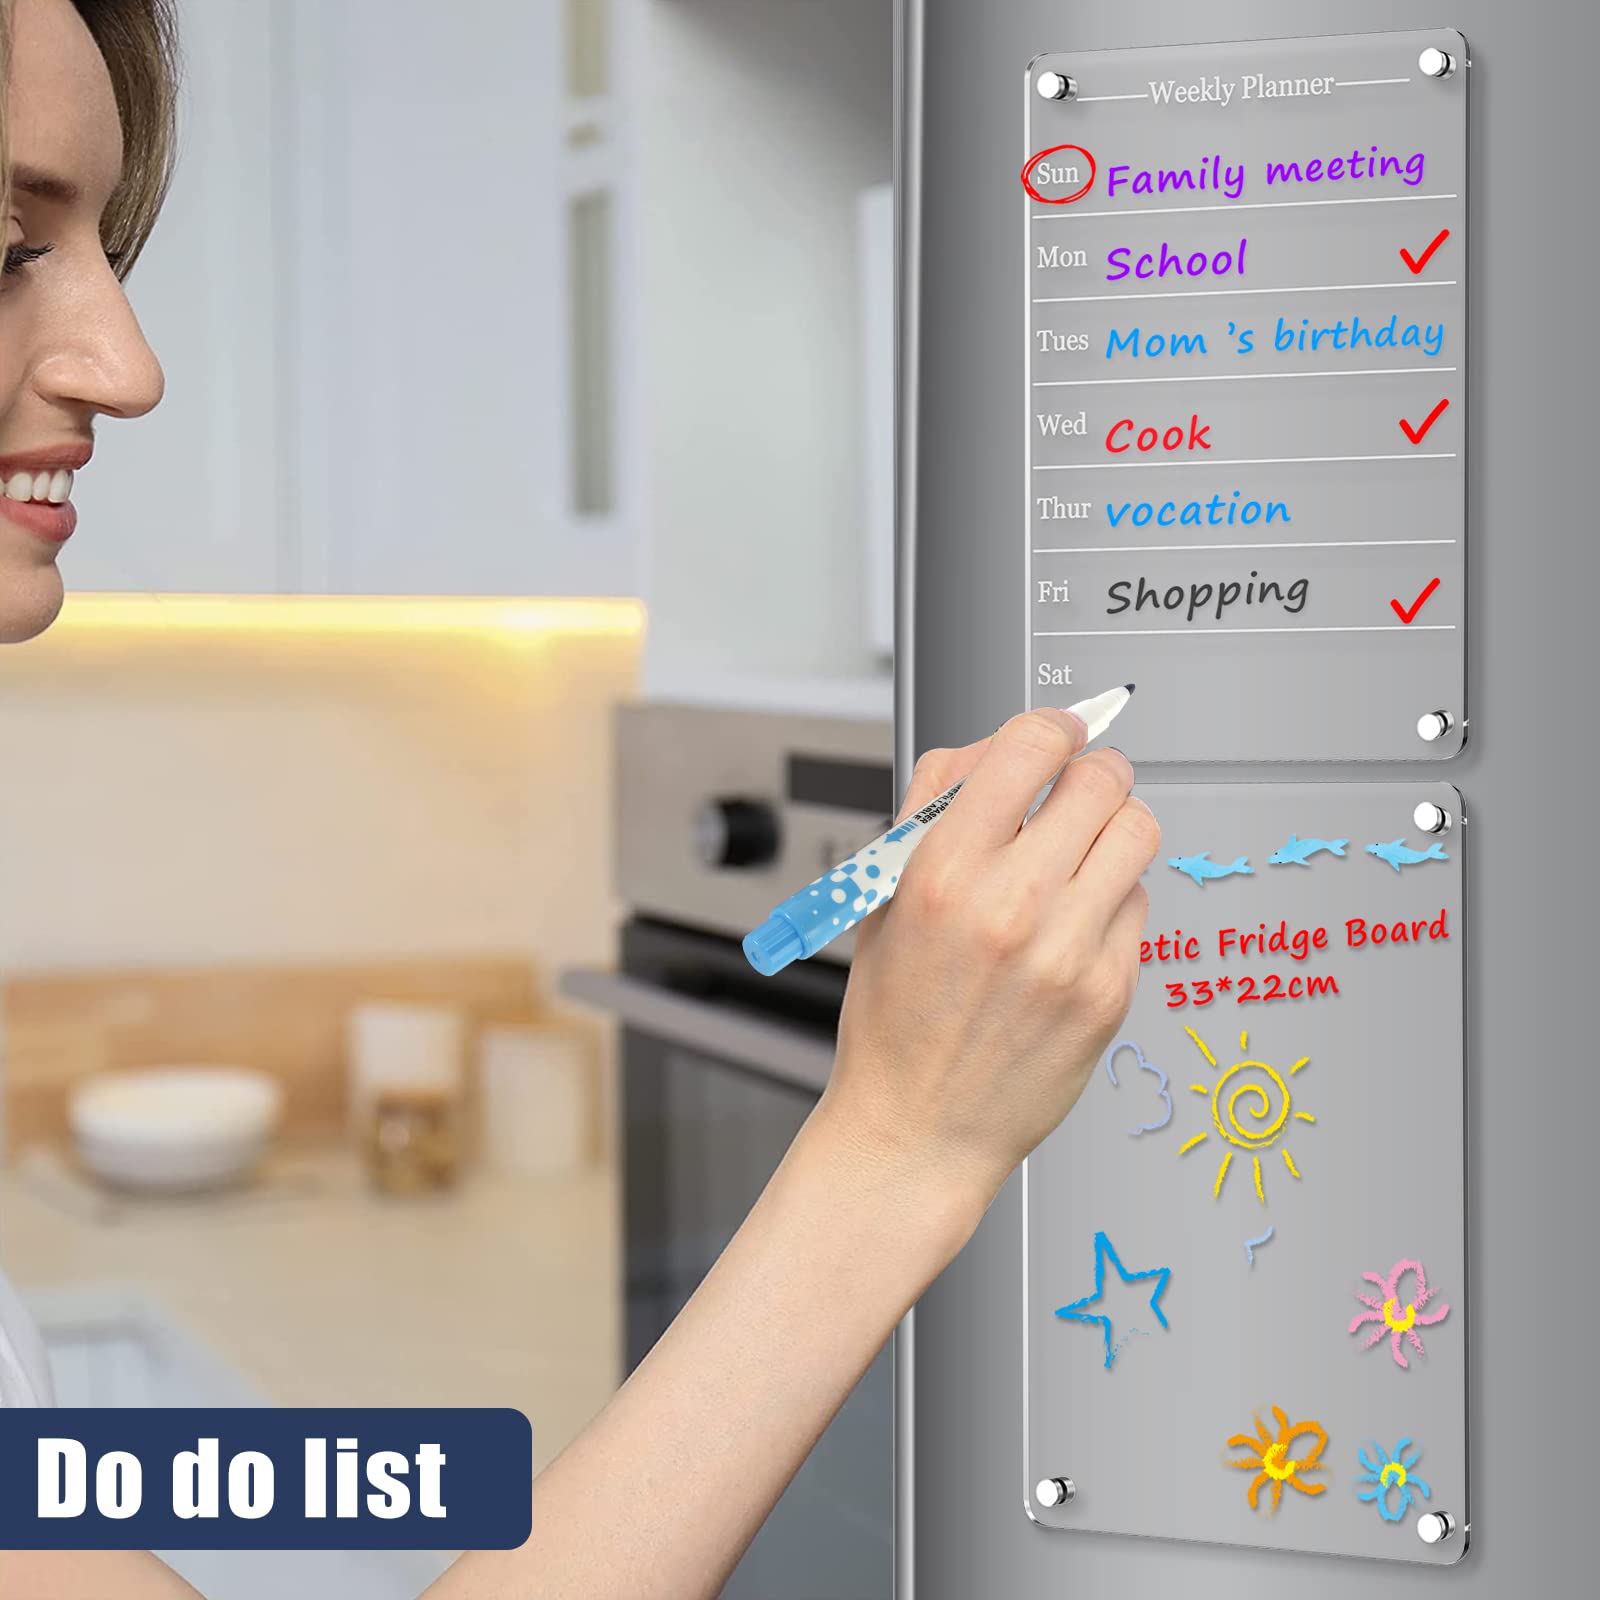 Weekly Planner
Sun Family meeting
Mon School
Tues Mom 's birthday
Wed Cook
Thur vocation
Fri Shopping
Sat
etic Fridge Board
33*22cm
Do do list